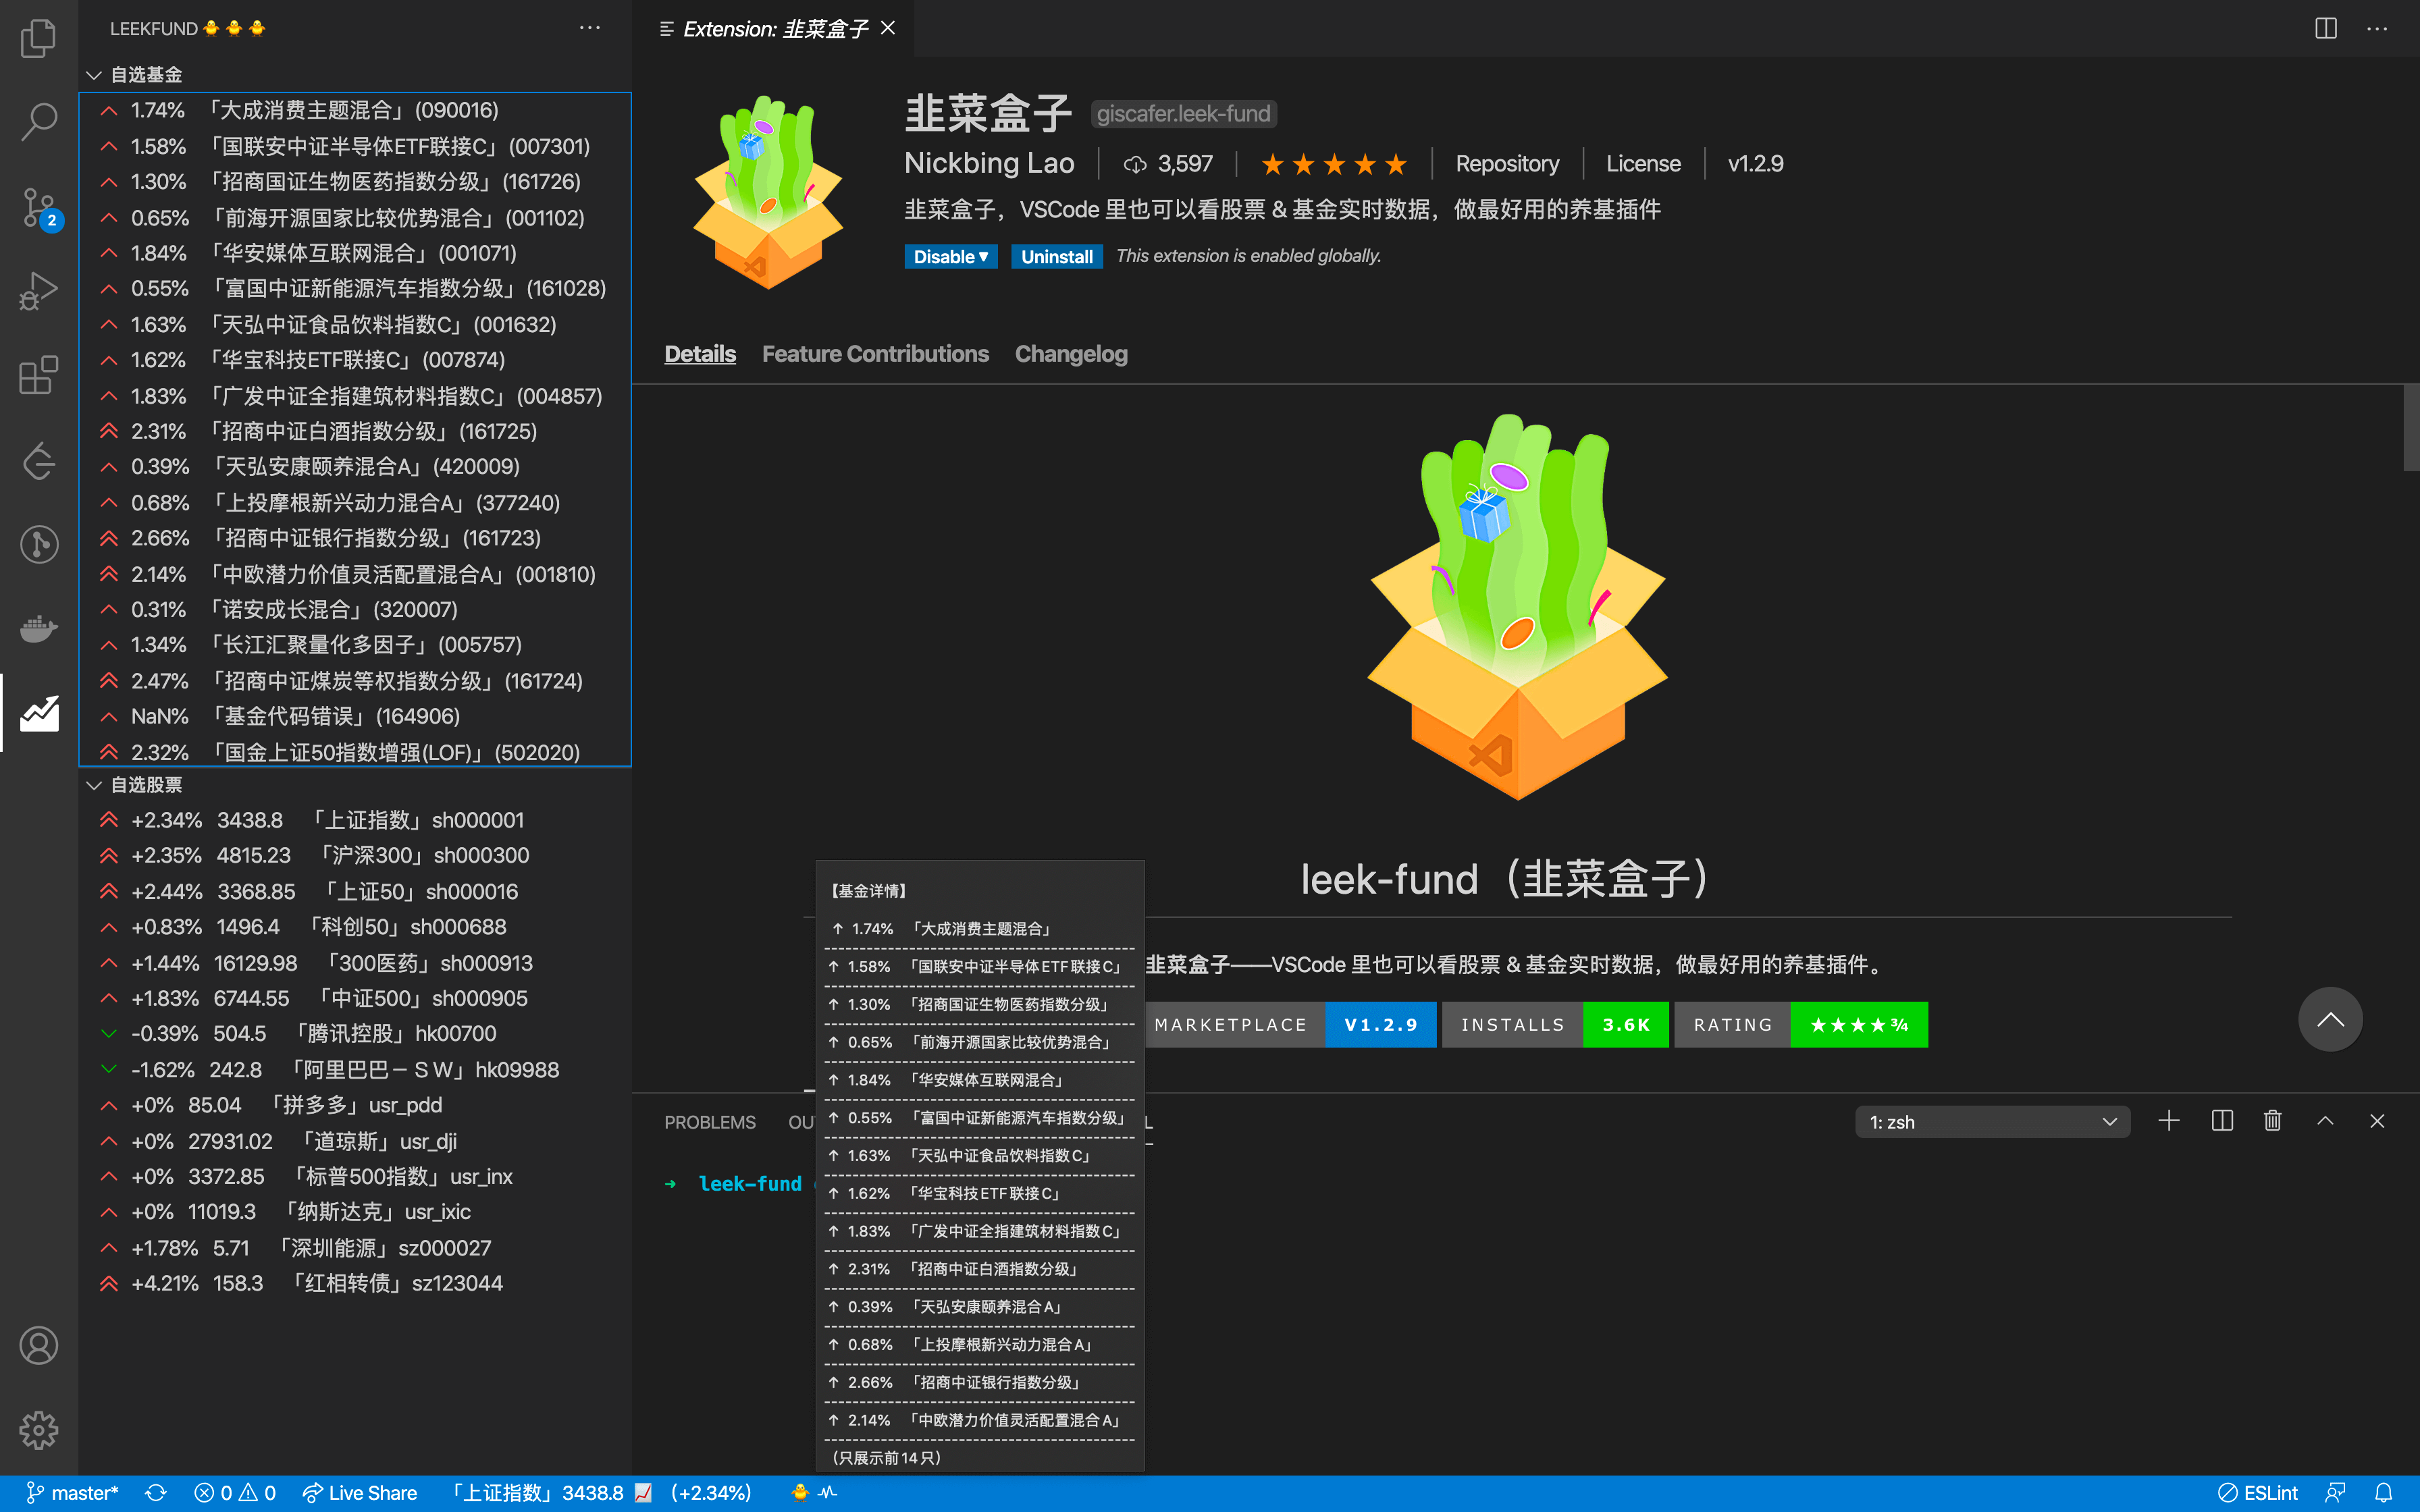 LEEKFUND🐥🐥🐥
自选基金
1.74% 「大成消费主题混合」(090016)
1.58% 「国联安中证半导体ETF联接C」(007301)
1.30% 「招商国证生物医药指数分级」(161726)
0.65% 「前海开源国家比较优势混合」(001102)
1.84% 「华安媒体互联网混合」(001071)
0.55% 「富国中证新能源汽车指数分级」(161028)
1.63% 「天弘中证食品饮料指数C」(001632)
1.62% 「华宝科技ETF联接C」(007874)
1.83% 「广发中证全指建筑材料指数C」(004857)
2.31% 「招商中证白酒指数分级」(161725)
0.39% 「天弘安康颐养混合A」(420009)
0.68% 「上投摩根新兴动力混合A」(377240)
2.66% 「招商中证银行指数分级」(161723)
2.14% 「中欧潜力价值灵活配置混合A」(001810)
0.31% 「诺安成长混合」(320007)
1.34% 「长江汇聚量化多因子」(005757)
2.47% 「招商中证煤炭等权指数分级」(161724)
NaN% 「基金代码错误」(164906)
2.32% 「国金上证50指数增强(LOF)」(502020)
自选股票
+2.34% 3438.8 「上证指数」sh000001
+2.35% 4815.23 「沪深300」sh000300
+2.44% 3368.85 「上证50」sh000016
+0.83% 1496.4 「科创50」sh000688
+1.44% 16129.98 「300医药」sh000913
+1.83% 6744.55 「中证500」sh000905
-0.39% 504.5 「腾讯控股」hk00700
-1.62% 242.8 「阿里巴巴－ＳＷ」hk09988
+0% 85.04 「拼多多」usr_pdd
+0% 27931.02 「道琼斯」usr_dji
+0% 3372.85 「标普500指数」usr_inx
+0% 11019.3 「纳斯达克」usr_ixic
+1.78% 5.71 「深圳能源」sz000027
+4.21% 158.3 「红相转债」sz123044
Extension: 韭菜盒子
韭菜盒子 giscafer.leek-fund
Nickbing Lao 3,597 ★★★★★ Repository License v1.2.9
韭菜盒子，VSCode 里也可以看股票 & 基金实时数据，做最好用的养基插件
Disable▼ Uninstall This extension is enabled globally.
Details Feature Contributions Changelog
leek-fund（韭菜盒子）
韭菜盒子——VSCode 里也可以看股票 & 基金实时数据，做最好用的养基插件。
MARKETPLACE V1.2.9 INSTALLS 3.6K RATING ★★★★¾
【基金详情】
↑ 1.74% 「大成消费主题混合」
↑ 1.58% 「国联安中证半导体ETF联接C」
↑ 1.30% 「招商国证生物医药指数分级」
↑ 0.65% 「前海开源国家比较优势混合」
↑ 1.84% 「华安媒体互联网混合」
↑ 0.55% 「富国中证新能源汽车指数分级」
↑ 1.63% 「天弘中证食品饮料指数C」
↑ 1.62% 「华宝科技ETF联接C」
↑ 1.83% 「广发中证全指建筑材料指数C」
↑ 2.31% 「招商中证白酒指数分级」
↑ 0.39% 「天弘安康颐养混合A」
↑ 0.68% 「上投摩根新兴动力混合A」
↑ 2.66% 「招商中证银行指数分级」
↑ 2.14% 「中欧潜力价值灵活配置混合A」
（只展示前14只）
PROBLEMS OU L 1: zsh
➜ leek-fund
master* 0 0 Live Share 「上证指数」3438.8 📈 （+2.34%） 🐥 ESLint
2